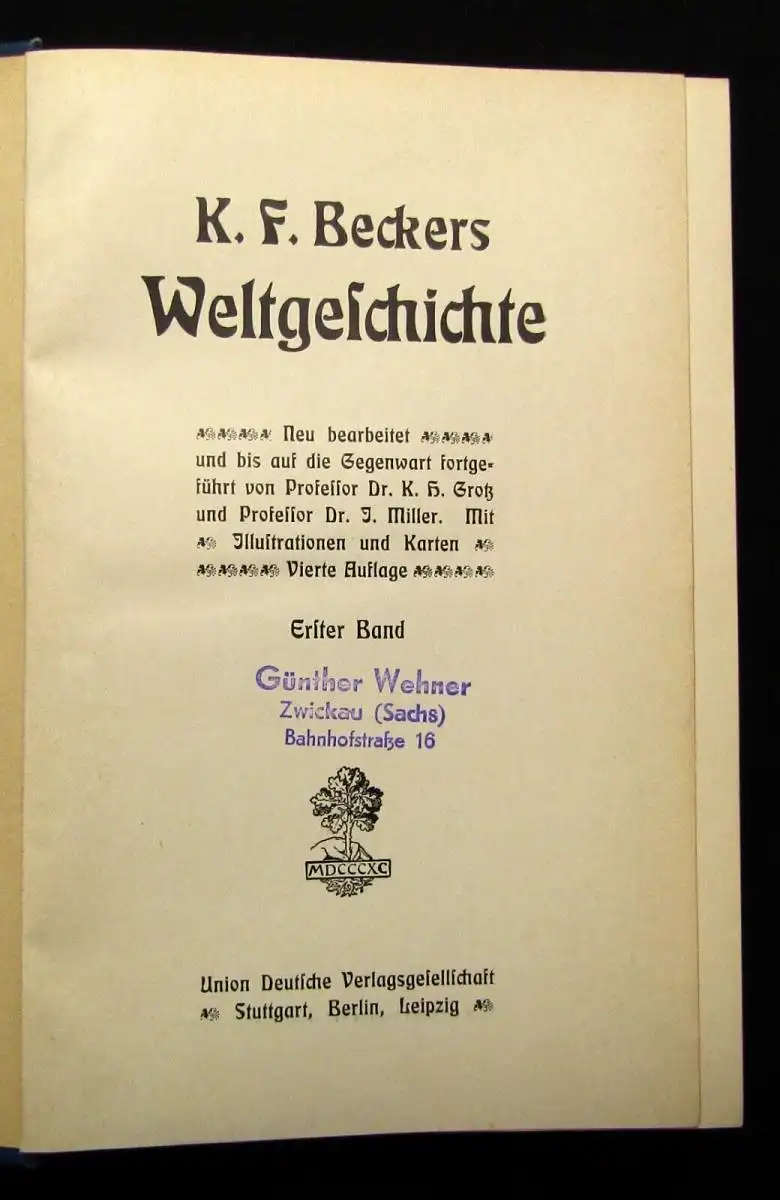 K. F. Beckers
Weltgeſchichte
Neu bearbeitet
und bis auf die Gegenwart fortge-
führt von Profeſſor Dr. K. H. Grotz
und Profeſſor Dr. J. Miller. Mit
Illuſtrationen und Karten
Vierte Auflage
Erſter Band
Günther Wehner
Zwickau (Sachs)
Bahnhofstraße 16
MDCCCXC
Union Deutſche Verlagsgeſellſchaft
Stuttgart, Berlin, Leipzig